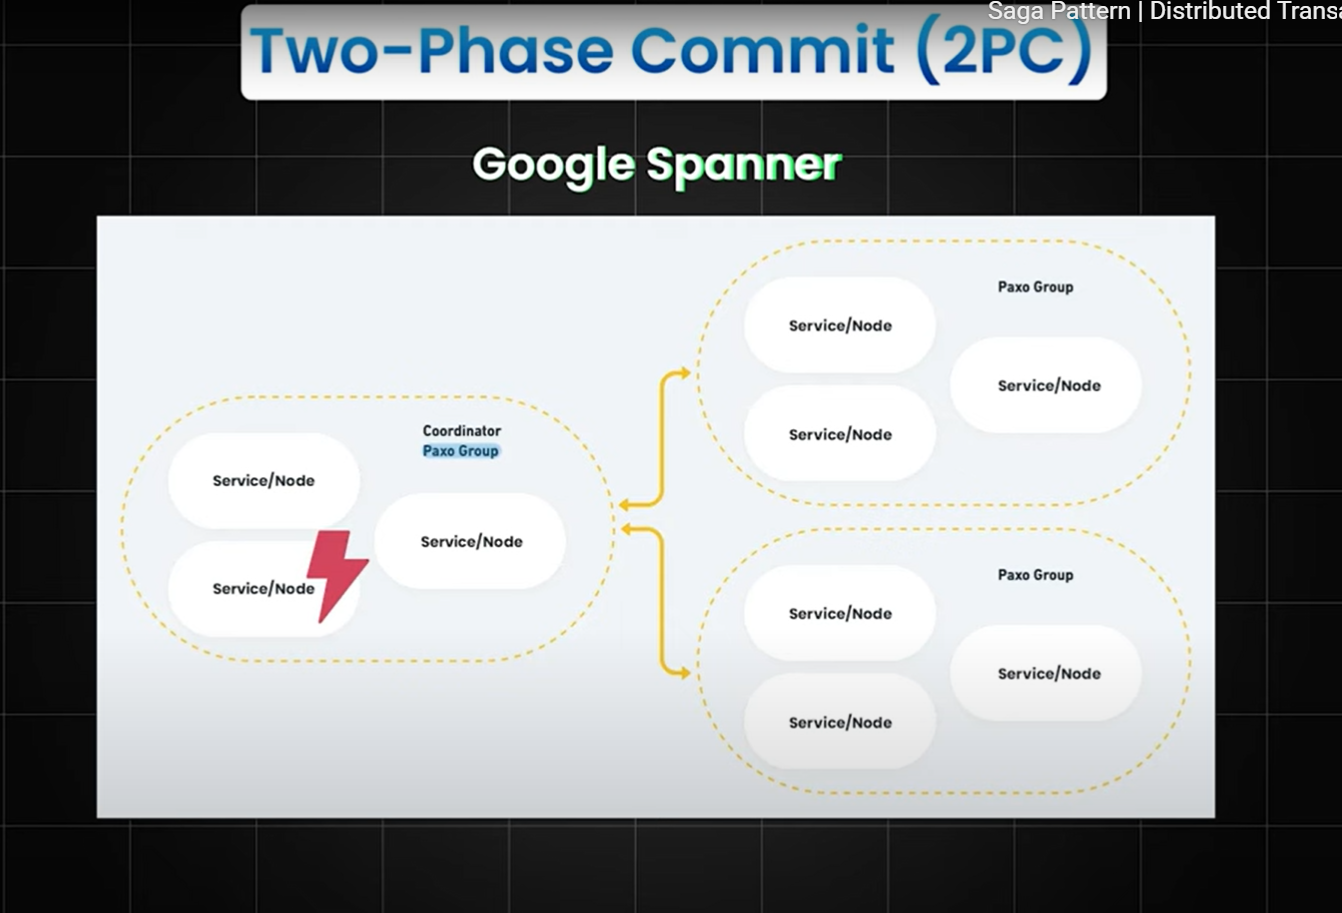 Saga Pattern | Distributed
Two-Phase Commit (2PC)
Google Spanner
Coordinator
Paxo Group
Service/Node
Service/Node
Service/Node
Paxo Group
Service/Node
Service/Node
Service/Node
Paxo Group
Service/Node
Service/Node
Service/Node